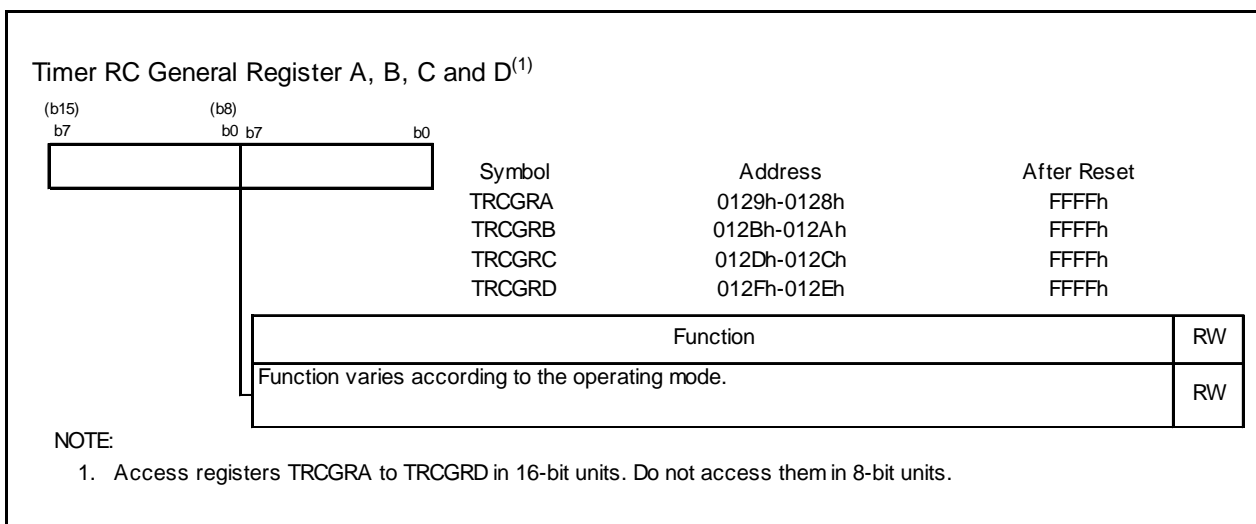 Timer RC General Register A, B, C and D(1)
(b15) (b8)
b7 b0 b7 b0
Symbol Address After Reset
TRCGRA 0129h-0128h FFFFh
TRCGRB 012Bh-012Ah FFFFh
TRCGRC 012Dh-012Ch FFFFh
TRCGRD 012Fh-012Eh FFFFh
Function RW
Function varies according to the operating mode. RW
NOTE:
1. Access registers TRCGRA to TRCGRD in 16-bit units. Do not access them in 8-bit units.